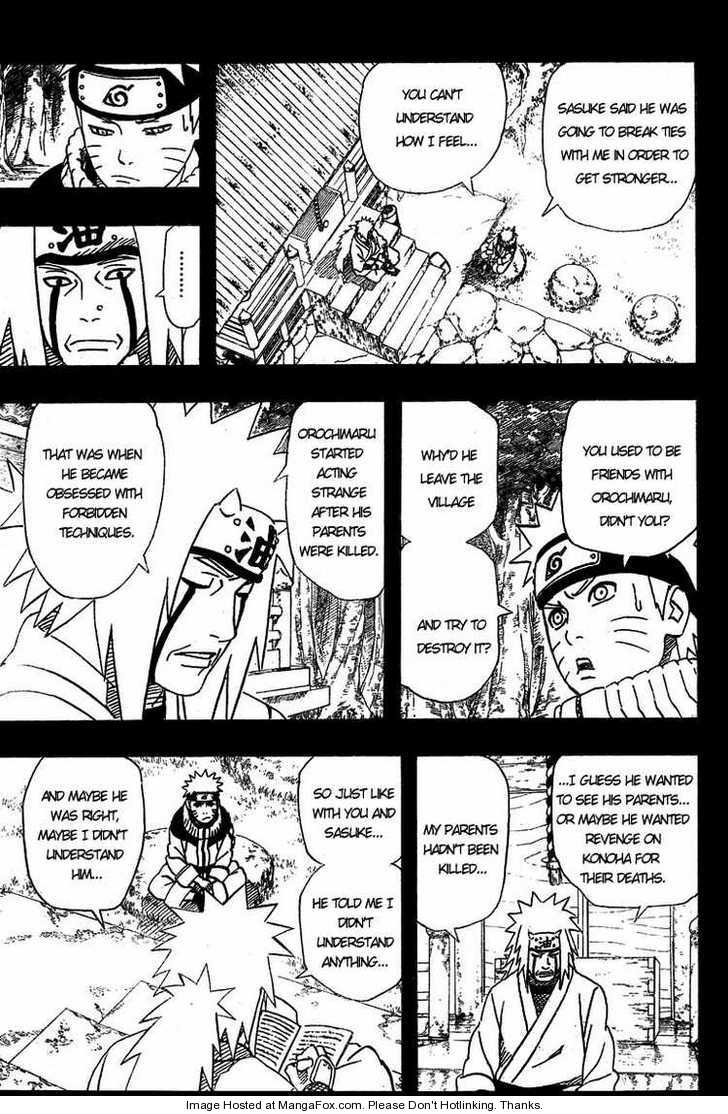 SASUKE SAID HE WAS
GOING TO BREAK TIES
WITH ME IN ORDER TO
GET STRONGER...
YOU CAN'T
UNDERSTAND
HOW I FEEL...
油
.........
YOU USED TO BE
FRIENDS WITH
OROCHIMARU,
DIDN'T YOU?
WHY'D HE
LEAVE THE
VILLAGE
AND TRY TO
DESTROY IT?
OROCHIMARU
STARTED
ACTING
STRANGE
AFTER HIS
PARENTS
WERE KILLED.
THAT WAS WHEN
HE BECAME
OBSESSED WITH
FORBIDDEN
TECHNIQUES.
油
...I GUESS HE WANTED
TO SEE HIS PARENTS...
OR MAYBE HE WANTED
REVENGE ON
KONOHA FOR
THEIR DEATHS.
MY PARENTS
HADN'T BEEN
KILLED...
SO JUST LIKE
WITH YOU AND
SASUKE...
HE TOLD ME I
DIDN'T
UNDERSTAND
ANYTHING...
AND MAYBE HE
WAS RIGHT,
MAYBE I DIDN'T
UNDERSTAND
HIM...
Image Hosted at MangaFox.com. Please Don't Hotlinking. Thanks.